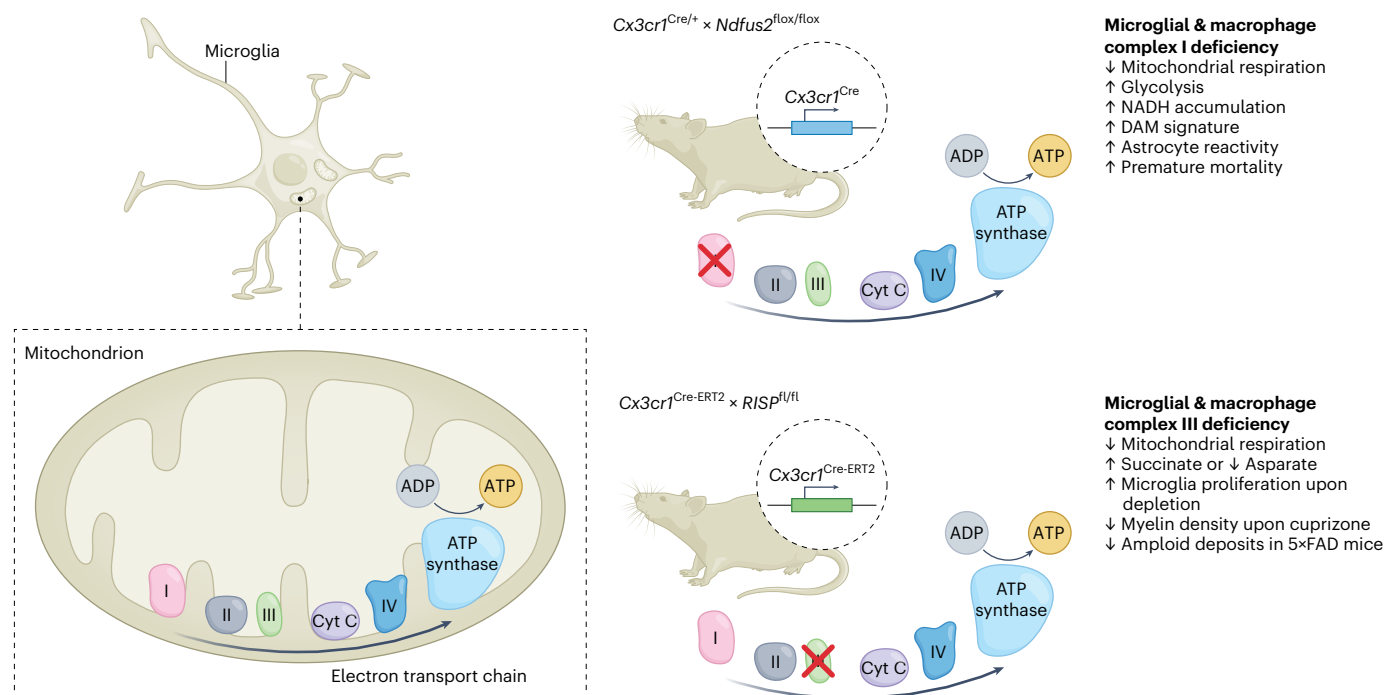 Microglia
Mitochondrion
ADP
ATP
ATP
synthase
I
II
III
Cyt C
IV
Electron transport chain
Cx3cr1Cre/+ × Ndfus2flox/flox
Cx3cr1Cre
ADP
ATP
ATP
synthase
II
III
Cyt C
IV
Microglial & macrophage
complex I deficiency
↓ Mitochondrial respiration
↑ Glycolysis
↑ NADH accumulation
↑ DAM signature
↑ Astrocyte reactivity
↑ Premature mortality
Cx3cr1Cre-ERT2 × RISPfl/fl
Cx3cr1Cre-ERT2
ADP
ATP
ATP
synthase
I
II
Cyt C
IV
Microglial & macrophage
complex III deficiency
↓ Mitochondrial respiration
↑ Succinate or ↓ Asparate
↑ Microglia proliferation upon
depletion
↓ Myelin density upon cuprizone
↓ Amploid deposits in 5×FAD mice